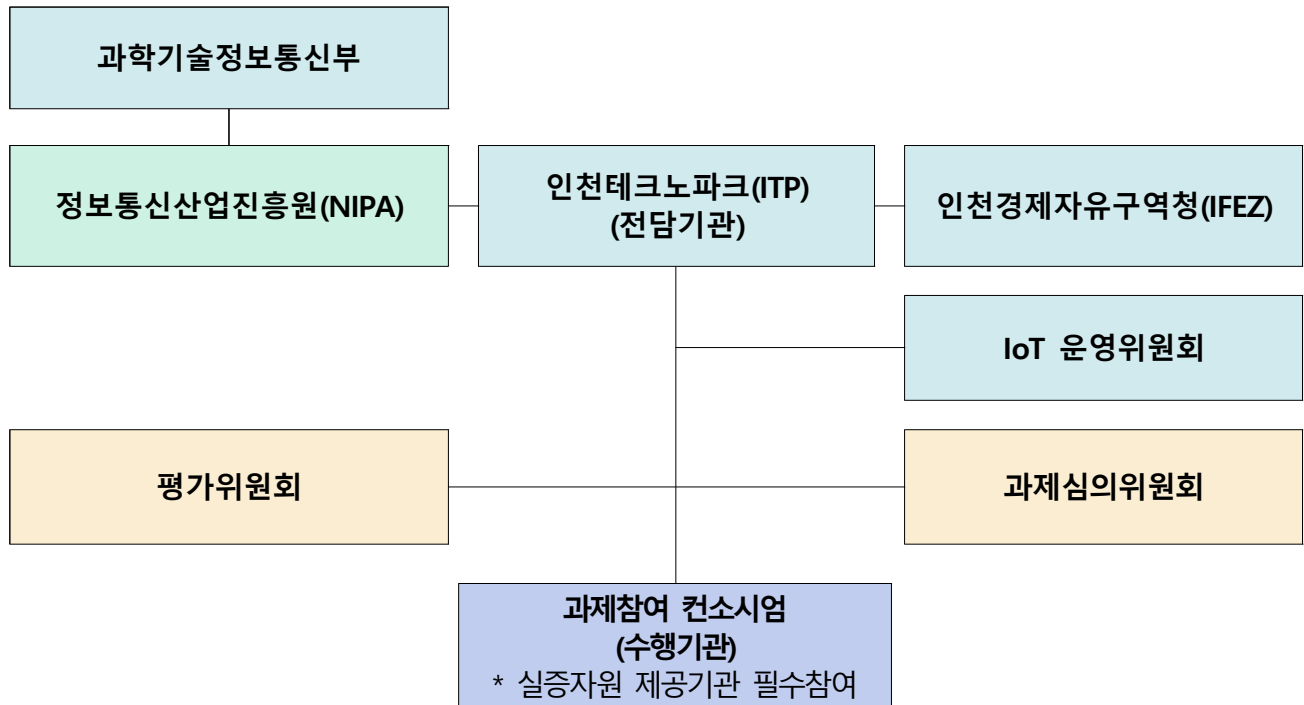 과학기술정보통신부
정보통신산업진흥원(NIPA)
인천테크노파크(ITP)
(전담기관)
인천경제자유구역청(IFEZ)
IoT 운영위원회
평가위원회
과제심의위원회
과제참여 컨소시엄
(수행기관)
* 실증자원 제공기관 필수참여